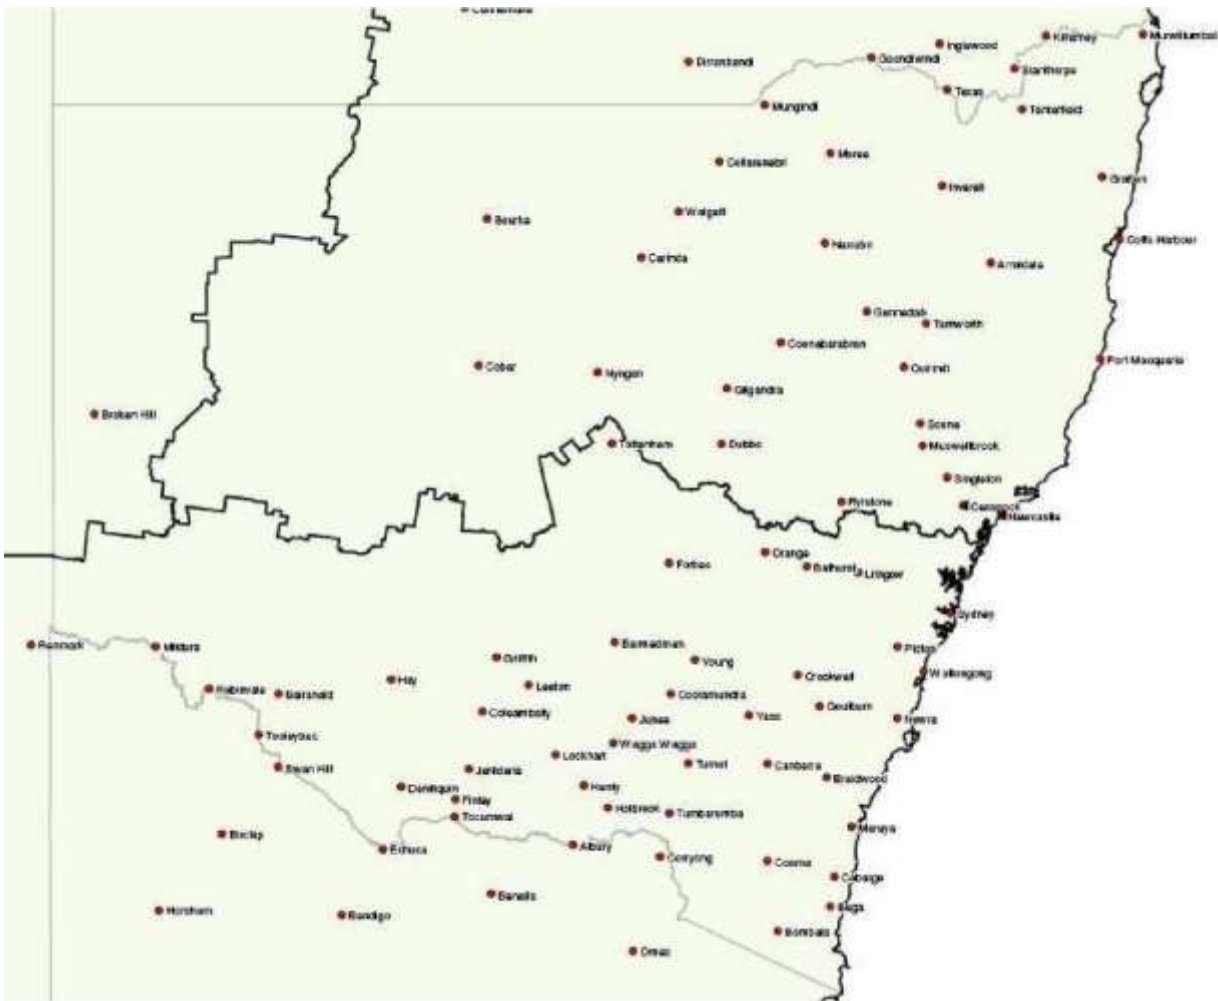 Cunnamulla
Killarney
Murwillumbah
Inglewood
Goondiwindi
Dirranbandi
Stanthorpe
Texas
Mungindi
Tenterfield
Moree
Collarenebri
Grafton
Inverell
Walgett
Bourke
Coffs Harbour
Narrabri
Carinda
Armidale
Gunnedah
Tamworth
Coonabarabran
Port Macquarie
Cobar
Quirindi
Nyngan
Gilgandra
Broken Hill
Scone
Tottenham
Dubbo
Muswellbrook
Singleton
Rylstone
Cessnock
Newcastle
Orange
Forbes
Bathurst
Lithgow
Sydney
Renmark
Mildura
Barmedman
Picton
Griffith
Young
Wollongong
Crookwell
Hay
Leeton
Robinvale
Balranald
Cootamundra
Goulburn
Coleambally
Junee
Yass
Nowra
Tooleybuc
Wagga Wagga
Lockhart
Swan Hill
Jerilderie
Tumut
Canberra
Braidwood
Deniliquin
Henty
Finley
Holbrook
Tumbarumba
Tocumwal
Moruya
Birchip
Echuca
Albury
Corryong
Cooma
Cobargo
Benalla
Horsham
Bendigo
Bega
Bombala
Omeo